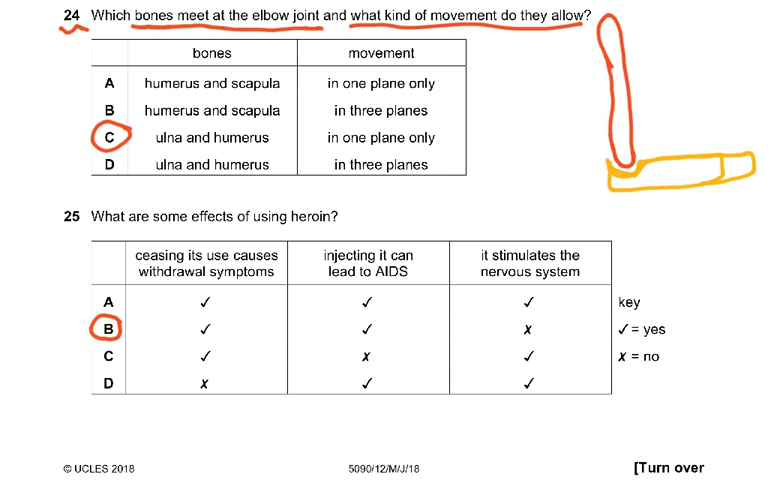 24 Which bones meet at the elbow joint and what kind of movement do they allow?
bones movement
A humerus and scapula in one plane only
B humerus and scapula in three planes
C ulna and humerus in one plane only
D ulna and humerus in three planes
25 What are some effects of using heroin?
ceasing its use causes injecting it can it stimulates the
withdrawal symptoms lead to AIDS nervous system
A ✓ ✓ ✓ key
B ✓ ✓ ✗ ✓ = yes
C ✓ ✗ ✓ ✗ = no
D ✗ ✓ ✓
© UCLES 2018 5090/12/M/J/18 [Turn over